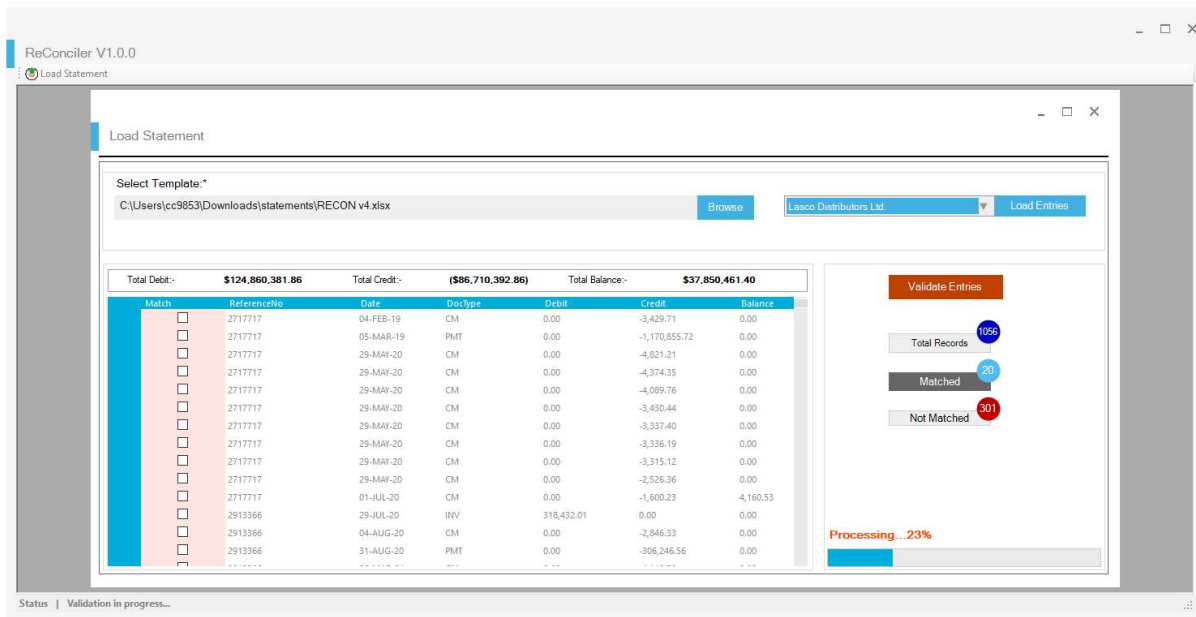 ReConciler V1.0.0
Load Statement
Load Statement
Select Template:*
C:\Users\cc9853\Downloads\statements\RECON v4.xlsx Browse Lasco Distributors Ltd. Load Entries
Total Debit:- $124,860,381.86 Total Credit:- ($86,710,392.86) Total Balance:- $37,850,461.40
Validate Entries
Match ReferenceNo Date DocType Debit Credit Balance
2717717 04-FEB-19 CM 0.00 -3,429.71 0.00
2717717 05-MAR-19 PMT 0.00 -1,170,855.72 0.00
2717717 29-MAY-20 CM 0.00 -4,821.21 0.00
2717717 29-MAY-20 CM 0.00 -4,374.35 0.00
2717717 29-MAY-20 CM 0.00 -4,089.76 0.00
2717717 29-MAY-20 CM 0.00 -3,430.44 0.00
2717717 29-MAY-20 CM 0.00 -3,337.40 0.00
2717717 29-MAY-20 CM 0.00 -3,336.19 0.00
2717717 29-MAY-20 CM 0.00 -3,315.12 0.00
2717717 29-MAY-20 CM 0.00 -2,526.36 0.00
2717717 01-JUL-20 CM 0.00 -1,600.23 4,160.53
2913366 29-JUL-20 INV 318,432.01 0.00 0.00
2913366 04-AUG-20 CM 0.00 -2,846.33 0.00
2913366 31-AUG-20 PMT 0.00 -306,246.56 0.00
Total Records 1056
Matched 20
Not Matched 301
Processing...23%
Status | Validation in progress...